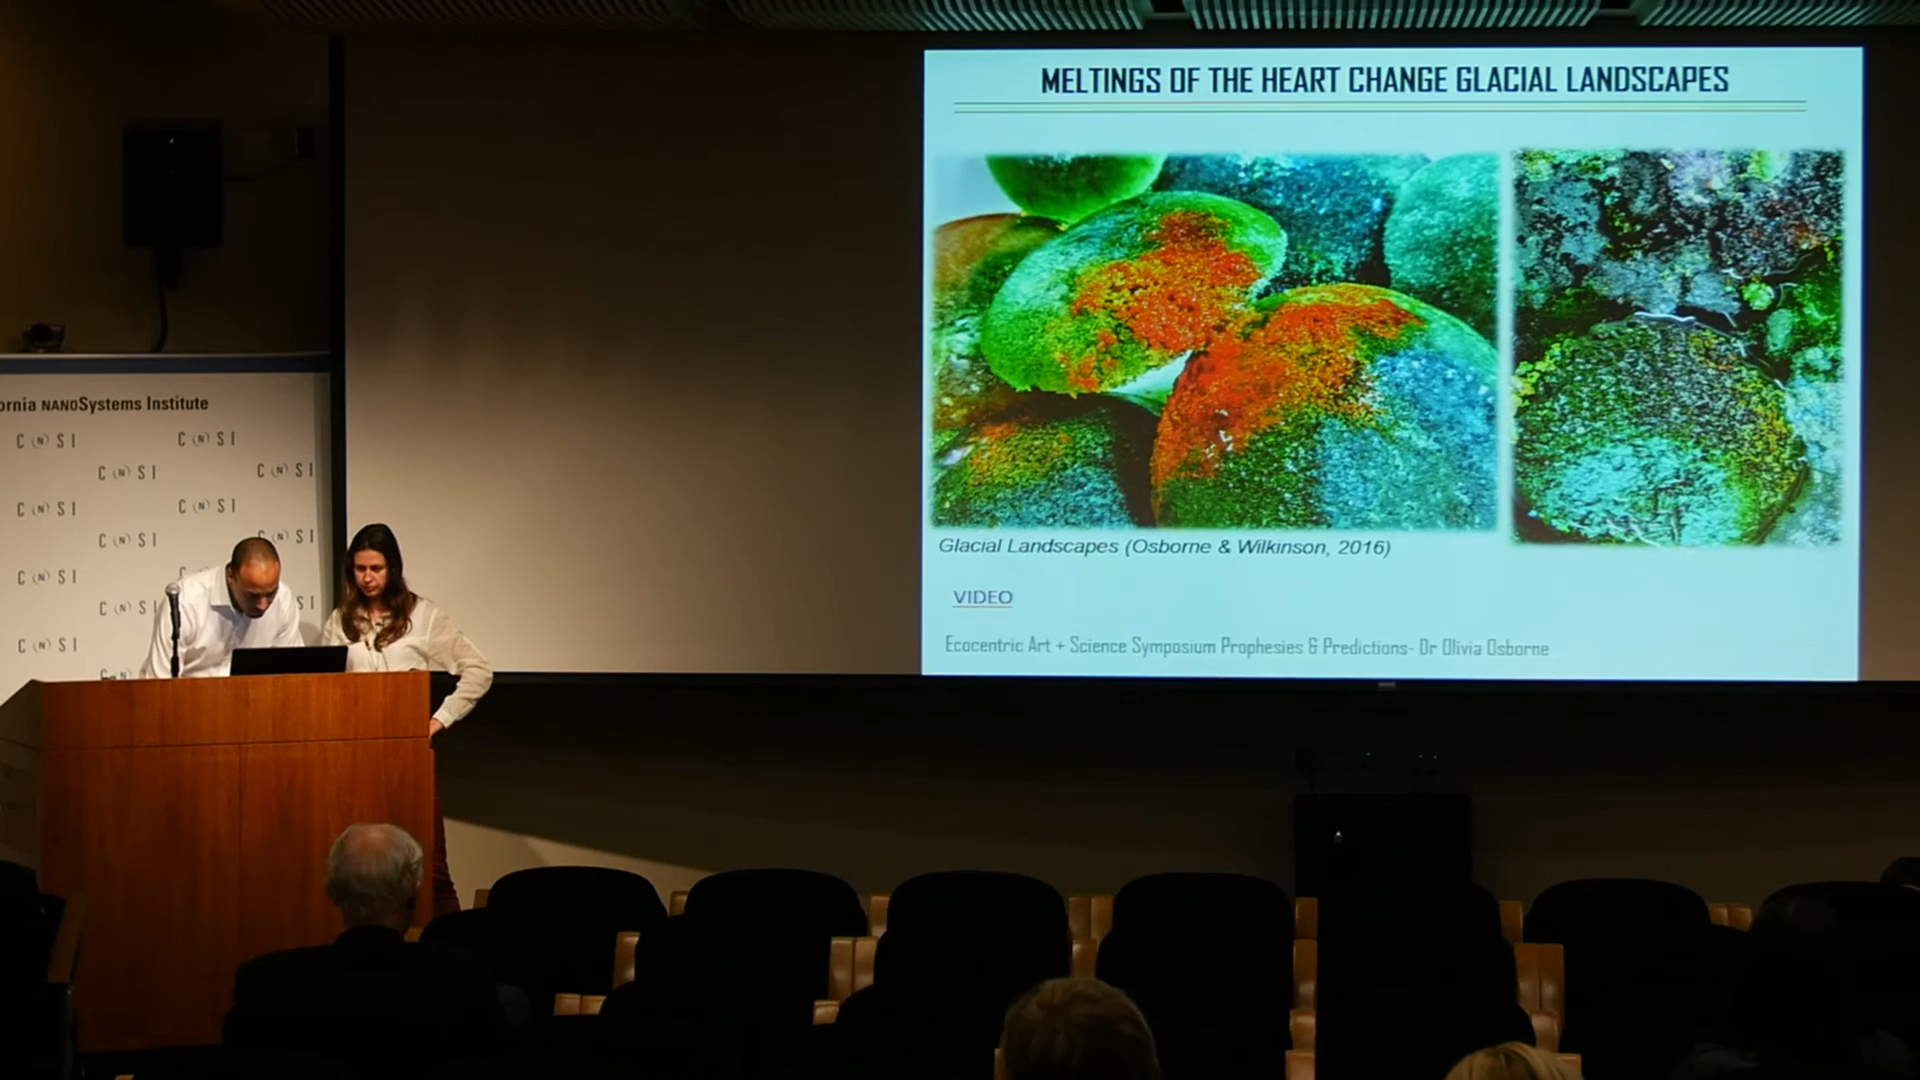 MELTINGS OF THE HEART CHANGE GLACIAL LANDSCAPES
Glacial Landscapes (Osborne & Wilkinson, 2016)
VIDEO
Ecocentric Art + Science Symposium Prophesies & Predictions- Dr Olivia Osborne
ornia NANOSystems Institute
C N S I
C N S I
C N S I
C N S I
C N S I
C N S I
C N S I
C N S I
C N S I
C N S I
S I
C N S I